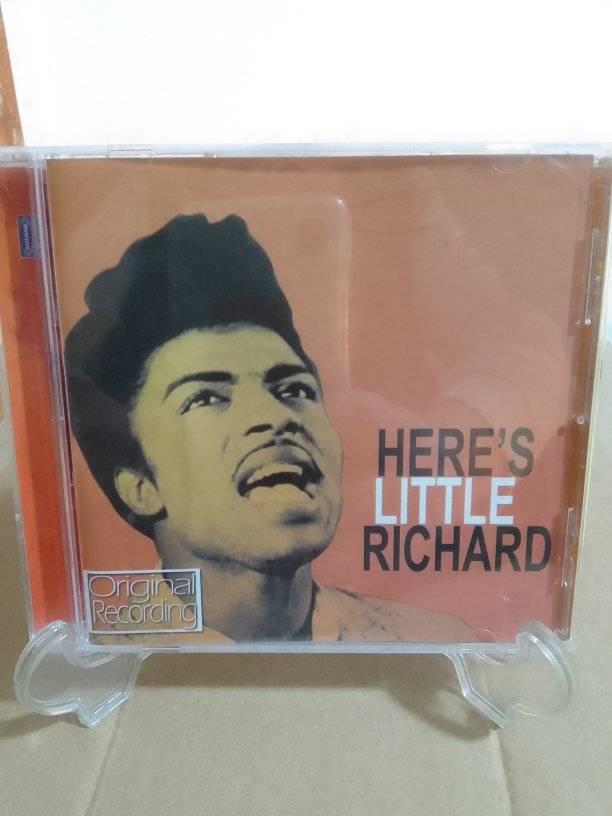 HERE'S
LITTLE
RICHARD
Original
Recording